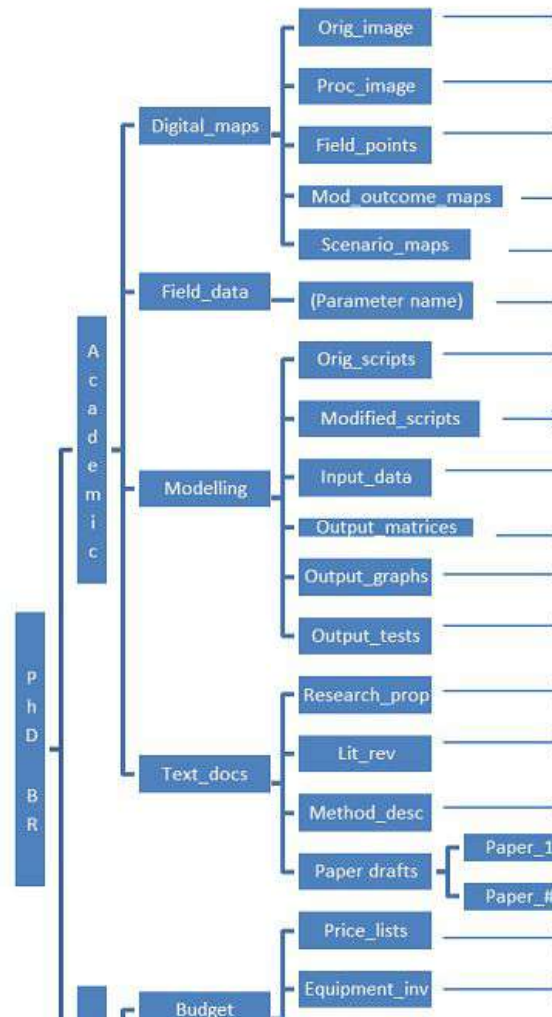 Orig_image
Proc_image
Digital_maps
Field_points
Mod_outcome_maps
Scenario_maps
Field_data
(Parameter name)
Academic
Orig_scripts
Modified_scripts
Modelling
Input_data
Output_matrices
Output_graphs
Output_tests
PhD BR
Research_prop
Lit_rev
Text_docs
Method_desc
Paper drafts
Paper_1
Paper_#
Price_lists
Equipment_inv
Budget